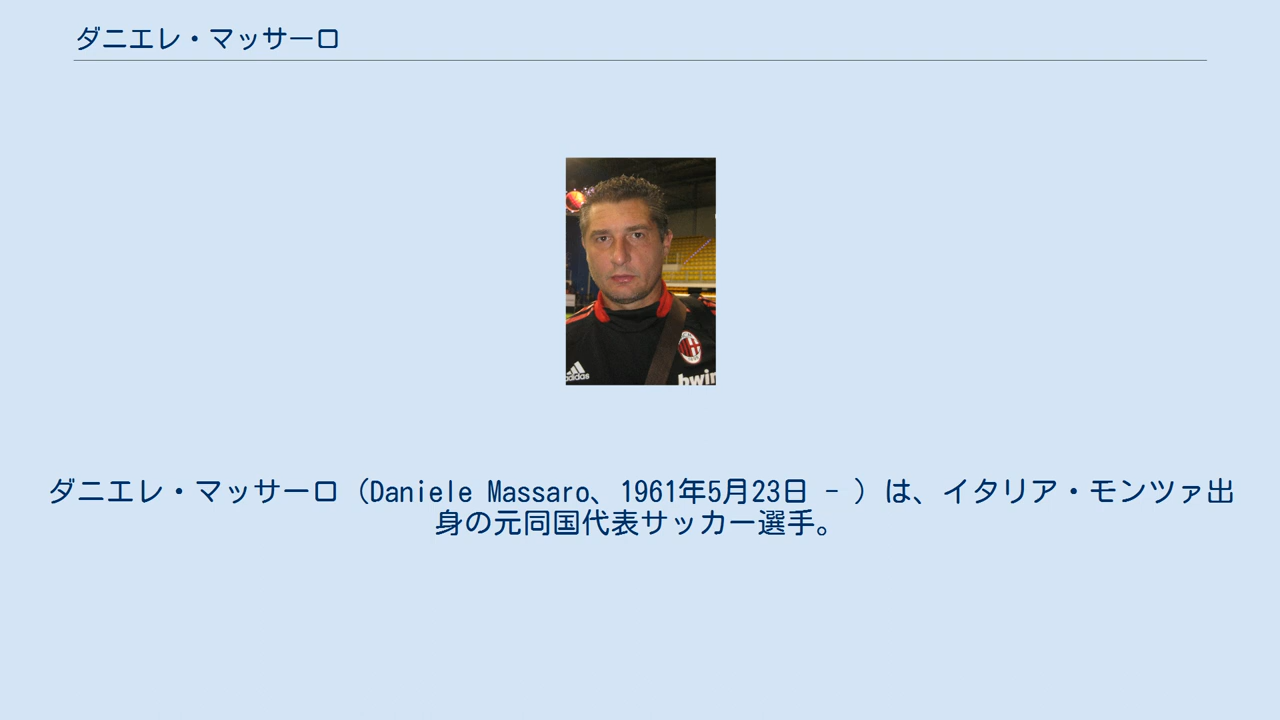 ダニエレ・マッサーロ
adidas
bwin
ダニエレ・マッサーロ（Daniele Massaro、1961年5月23日 - ）は、イタリア・モンツァ出
身の元同国代表サッカー選手。